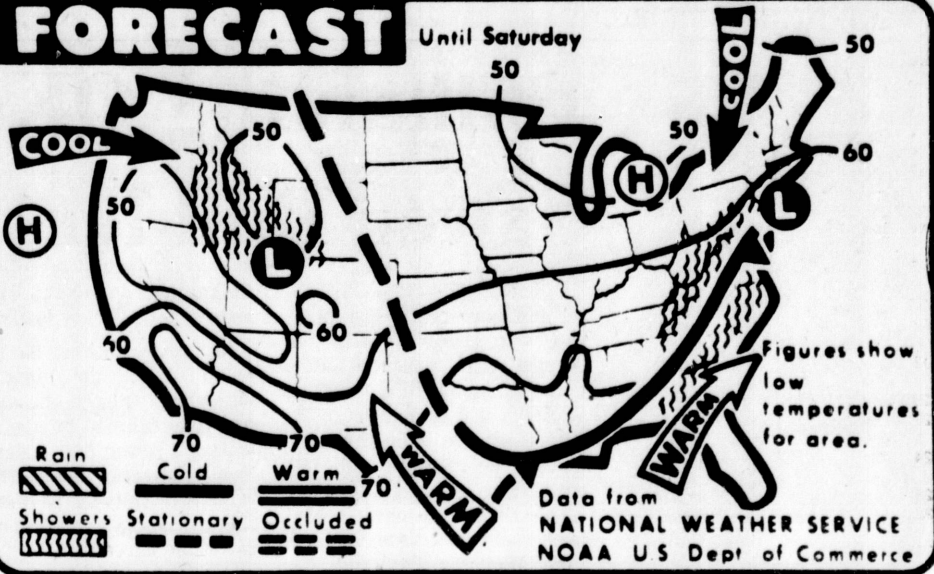 FORECAST
Until Saturday
50
COOL
50
50
COOL
50
60
50
H
H
L
L
60
60
70
70
70
WARM
WARM
Figures show
low
temperatures
for area.
Rain
Cold
Warm
Showers
Stationary
Occluded
Data from
NATIONAL WEATHER SERVICE
NOAA U.S Dept of Commerce